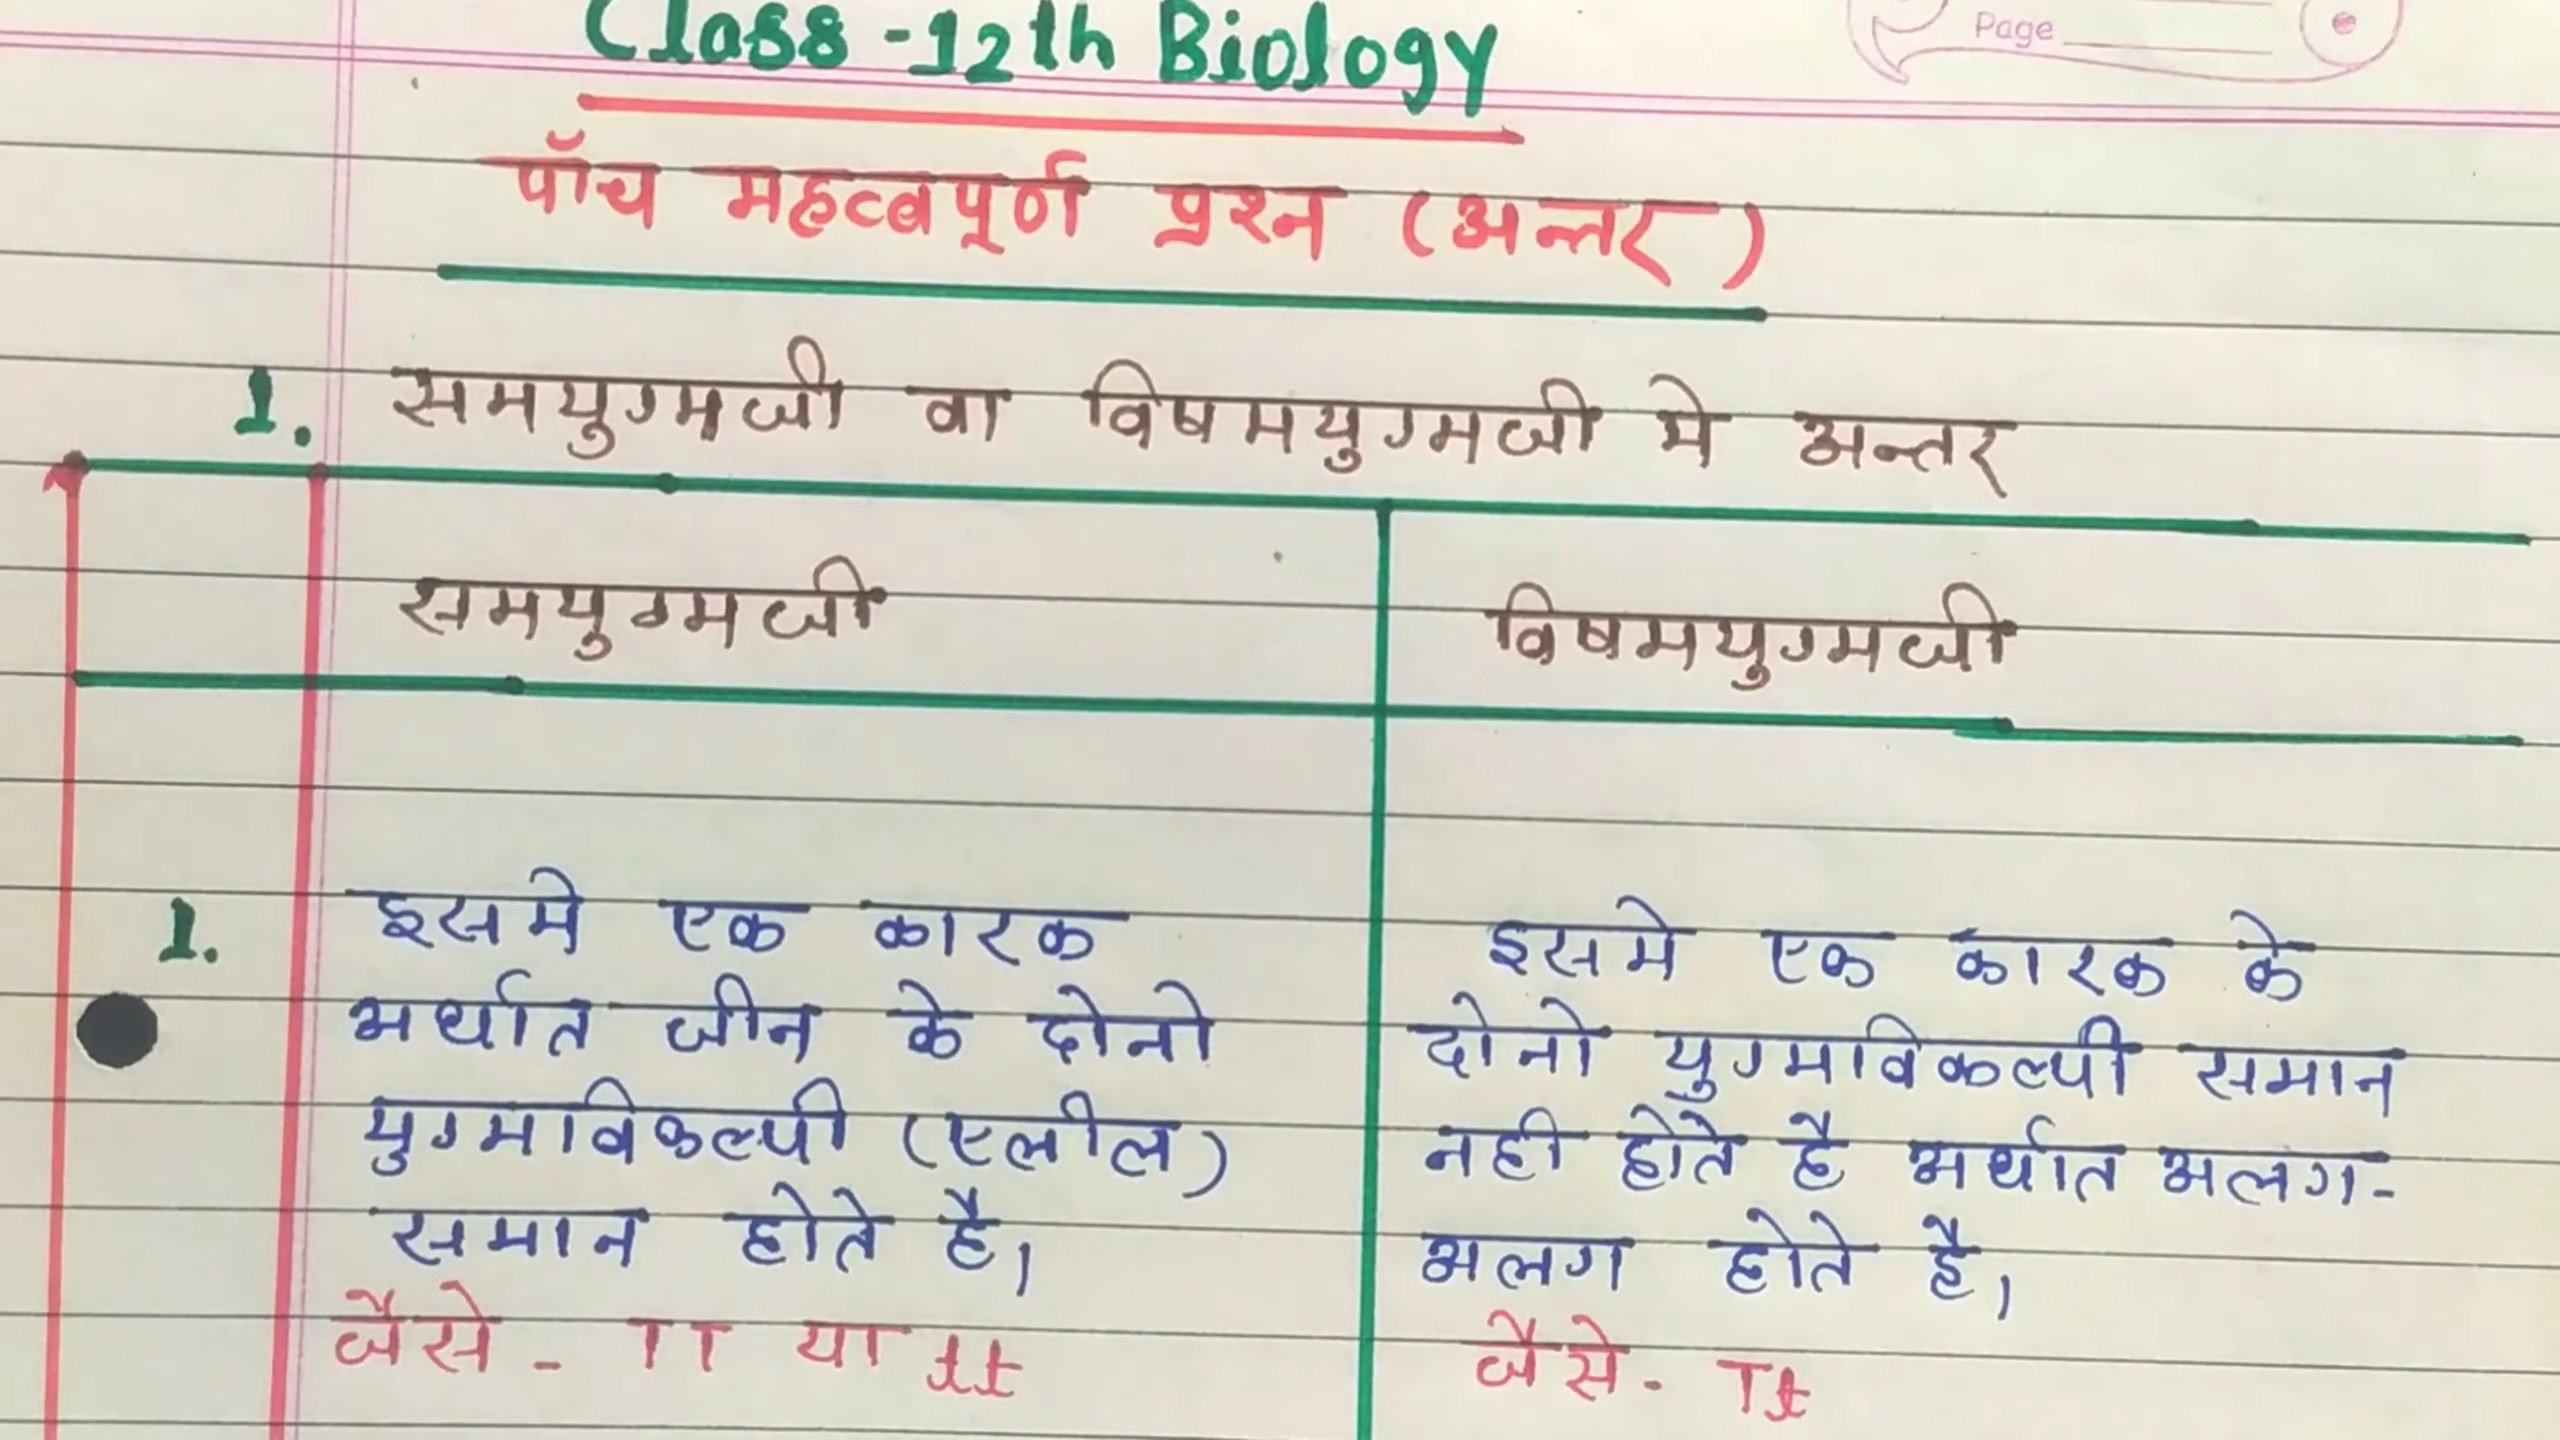 Page
Class -12th Biology
पाँच महत्वपूर्ण प्रश्न (अन्तर)
1. समयुग्मजी वा विषमयुग्मजी मे अन्तर
समयुग्मजी
विषमयुग्मजी
1. इसमे एक कारक
अर्थात जीन के दोनो
युग्माविकल्पी (एलील)
समान होते है।
जैसे - TT या tt
इसमे एक कारक के
दोनो युग्माविकल्पी समान
नही होते है अर्थात अलग-
अलग होते है।
जैसे - Tt